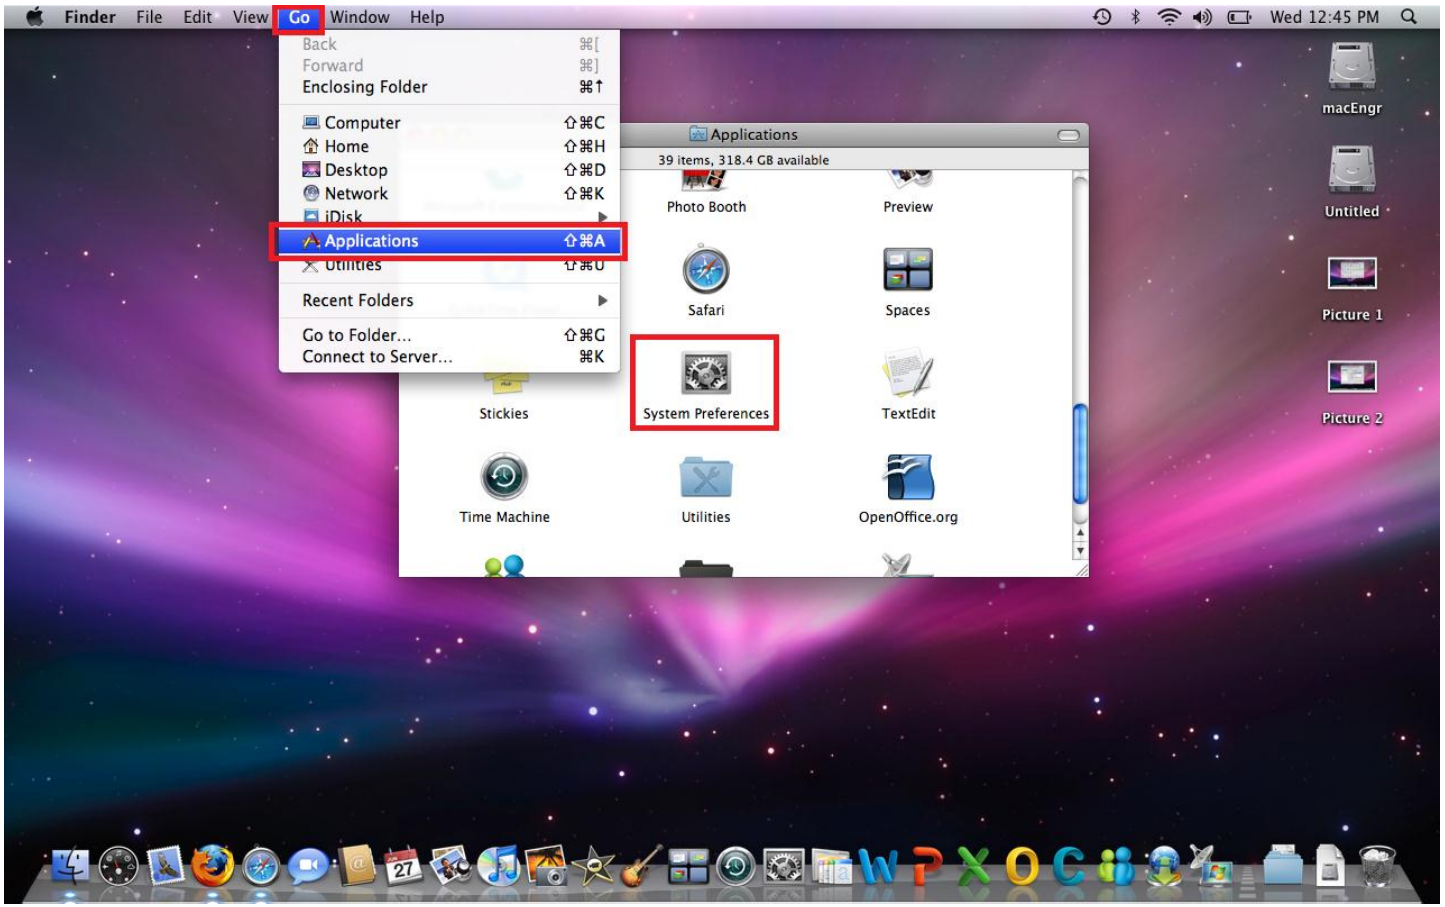 Finder File Edit View Go Window Help
Wed 12:45 PM
Back ⌘[
Forward ⌘]
Enclosing Folder ⌘↑
Computer ⇧⌘C
Home ⇧⌘H
Desktop ⇧⌘D
Network ⇧⌘K
iDisk
Applications ⇧⌘A
Utilities ⇧⌘U
Recent Folders
Go to Folder... ⇧⌘G
Connect to Server... ⌘K
Applications
39 items, 318.4 GB available
Photo Booth
Preview
Safari
Spaces
Stickies
System Preferences
TextEdit
Time Machine
Utilities
OpenOffice.org
macEngr
Untitled
Picture 1
Picture 2
27